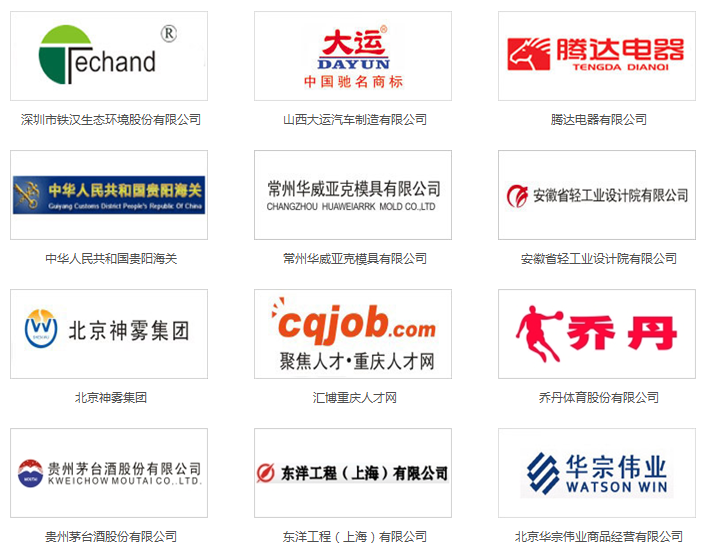 Techand ®
大运
DAYUN
中国驰名商标
腾达电器
TENGDA DIANQI
深圳市铁汉生态环境股份有限公司
山西大运汽车制造有限公司
腾达电器有限公司
中华人民共和国贵阳海关
Guiyang Customs District People's Republic Of China
常州华威亚克模具有限公司
CHANGZHOU HUAWEIARRK MOLD CO.,LTD
安徽省轻工业设计院有限公司
中华人民共和国贵阳海关
常州华威亚克模具有限公司
安徽省轻工业设计院有限公司
北京神雾集团
cqjob.com
聚焦人才·重庆人才网
乔丹
北京神雾集团
汇博重庆人才网
乔丹体育股份有限公司
贵州茅台酒股份有限公司
KWEICHOW MOUTAI CO.,LTD.
东洋工程（上海）有限公司
华宗伟业
WATSON WIN
贵州茅台酒股份有限公司
东洋工程（上海）有限公司
北京华宗伟业商品经营有限公司